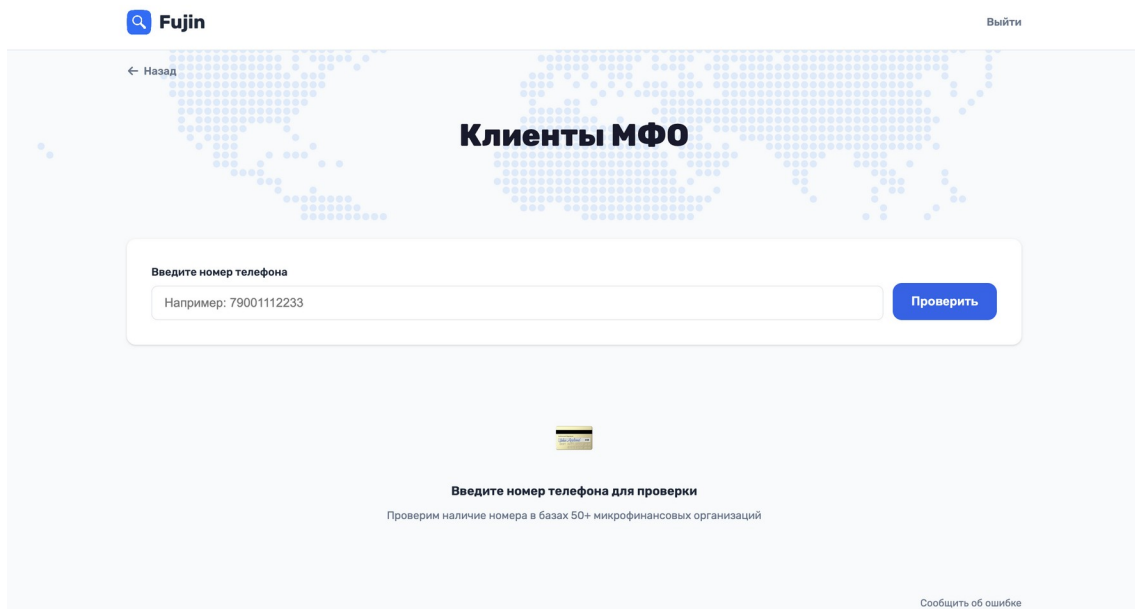 Fujin
Выйти
← Назад
Клиенты МФО
Введите номер телефона
Например: 79001112233
Проверить
Введите номер телефона для проверки
Проверим наличие номера в базах 50+ микрофинансовых организаций
Сообщить об ошибке